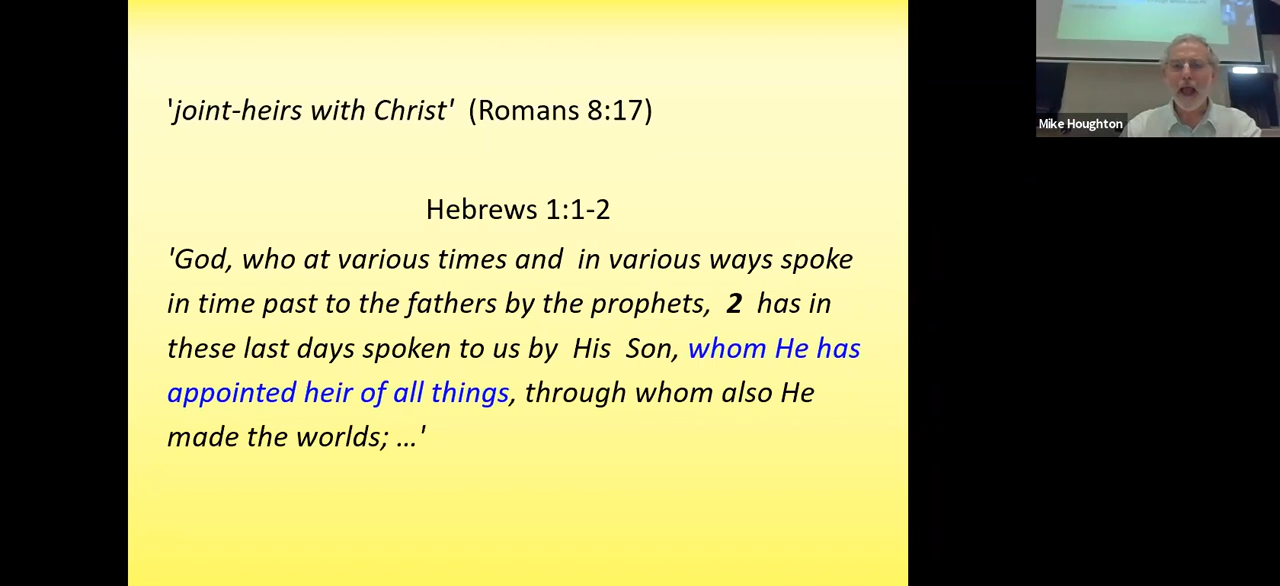 'joint-heirs with Christ' (Romans 8:17)
Hebrews 1:1-2
'God, who at various times and in various ways spoke
in time past to the fathers by the prophets, 2 has in
these last days spoken to us by His Son, whom He has
appointed heir of all things, through whom also He
made the worlds; …'
Mike Houghton